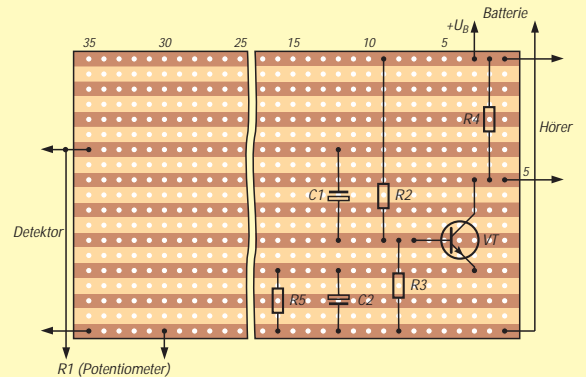 Batterie
+UB
35 30 25 15 10 5
R4
Hörer
5
C1
R2
Detektor
VT
R3
R5
C2
R1 (Potentiometer)